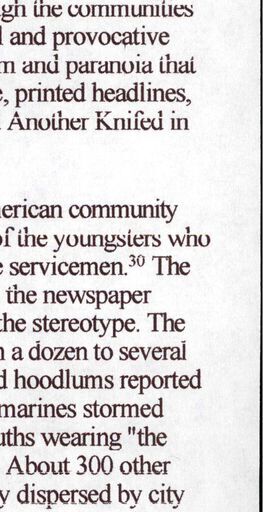 gh the communities
l and provocative
m and paranoia that
e, printed headlines,
Another Knifed in
merican community
of the youngsters who
e servicemen.30 The
the newspaper
the stereotype. The
n a dozen to several
d hoodlums reported
marines stormed
uths wearing "the
About 300 other
y dispersed by city